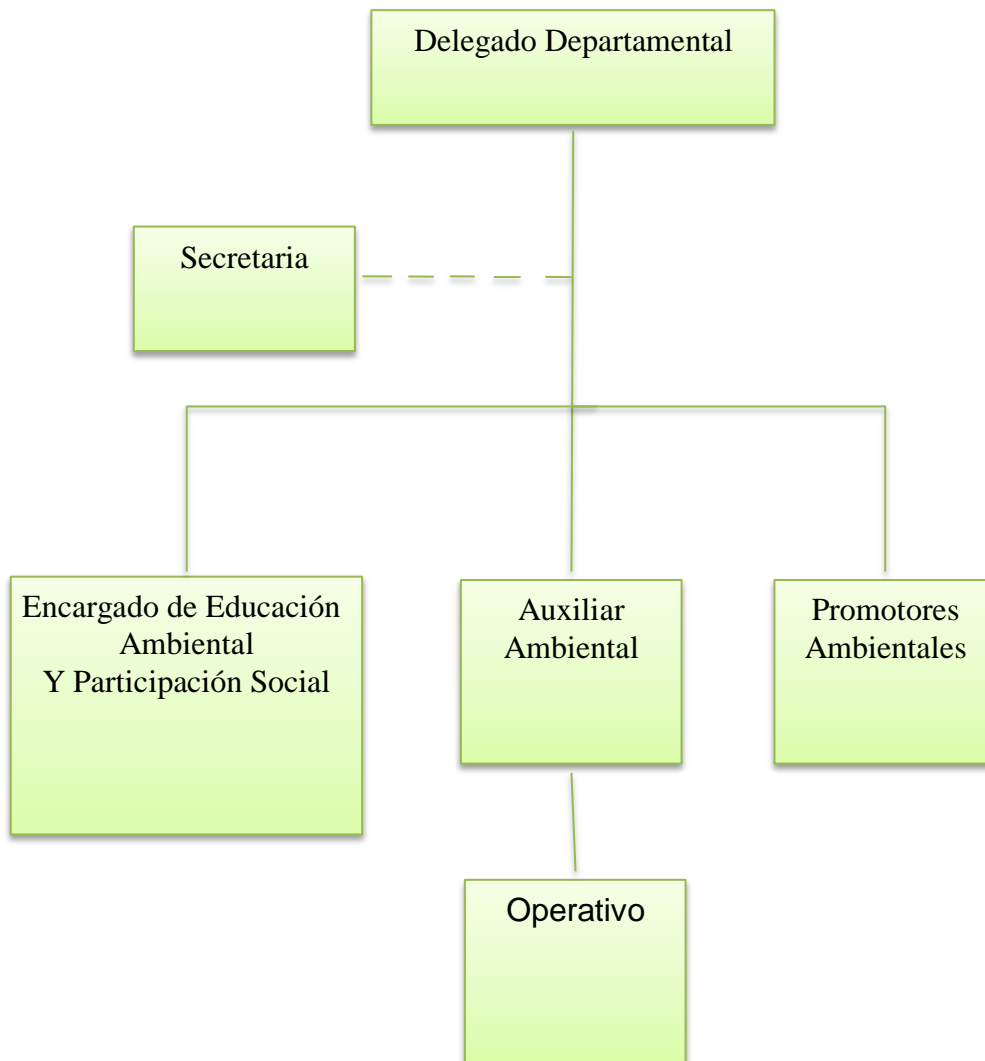 Delegado Departamental
Secretaria
Encargado de Educación
Ambiental
Y Participación Social
Auxiliar
Ambiental
Promotores
Ambientales
Operativo